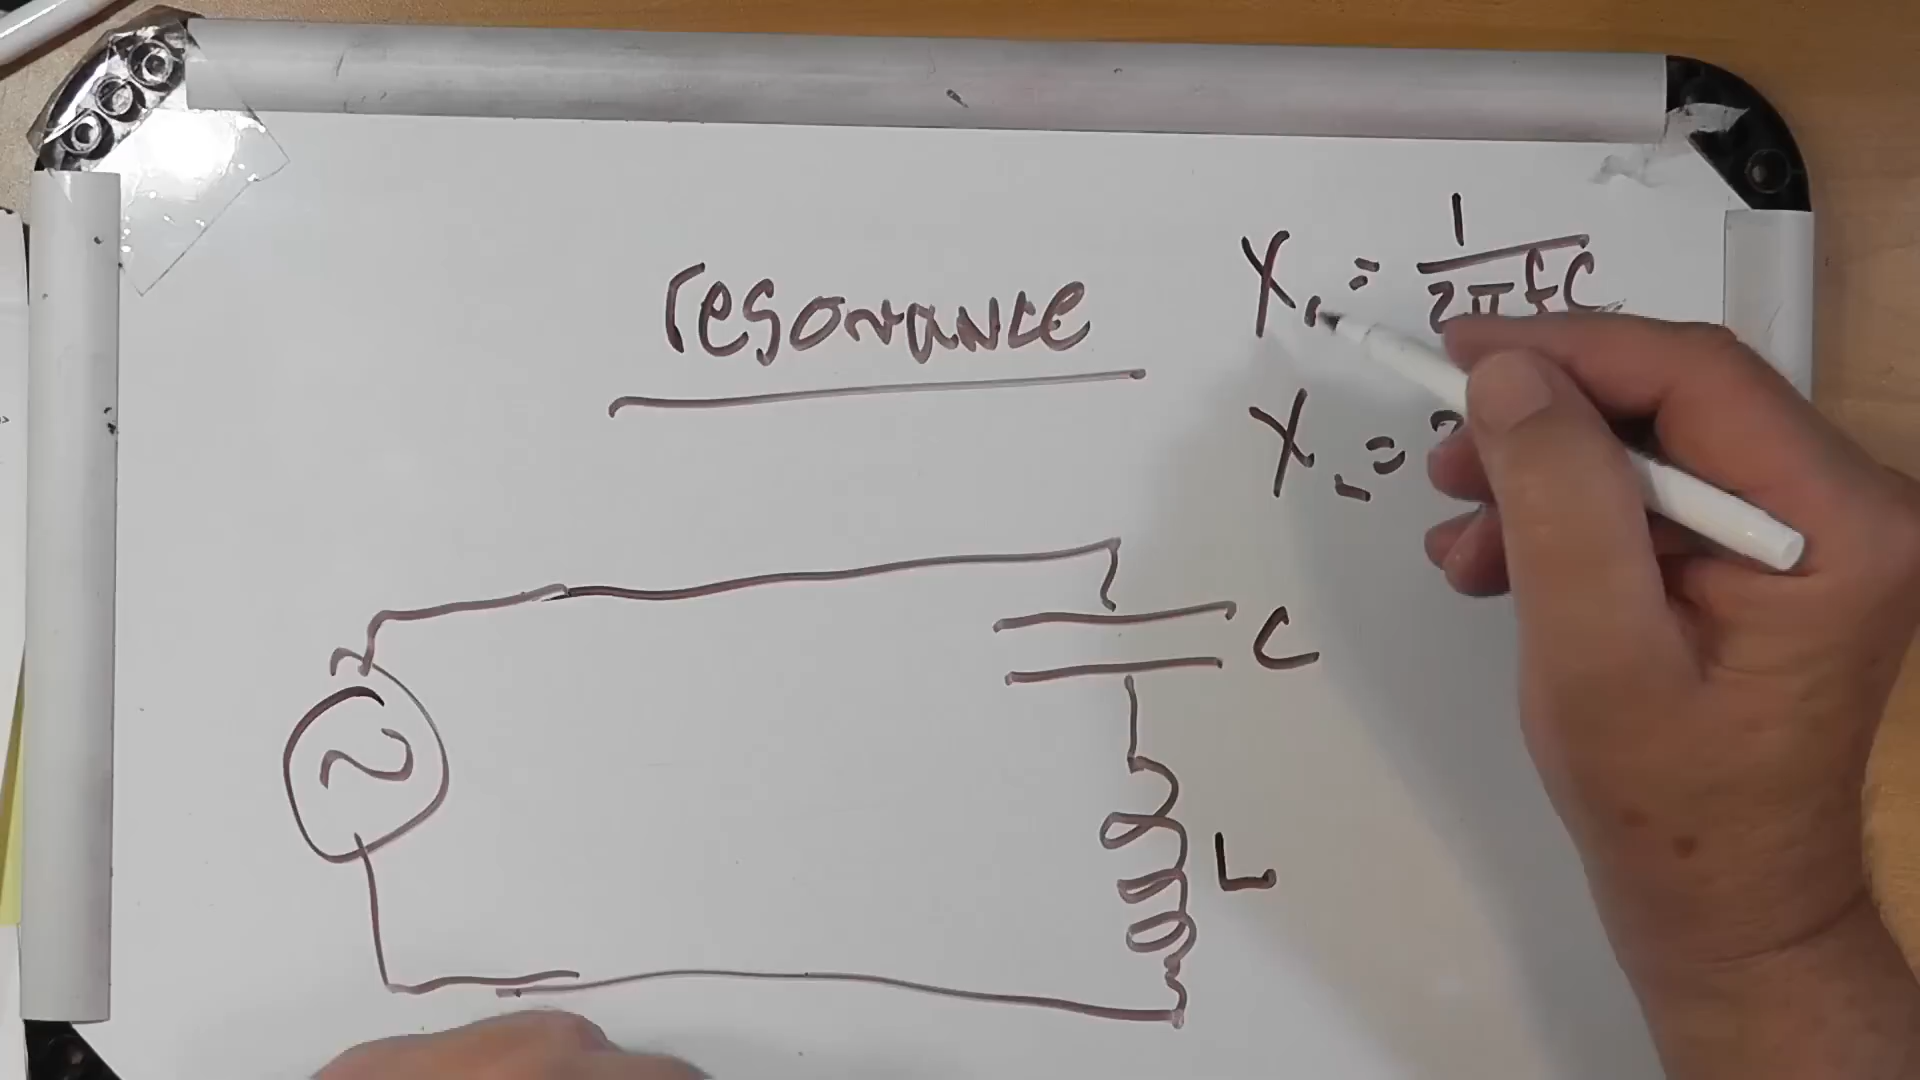 resonance
X = 1
2πfC
X L =
C
L